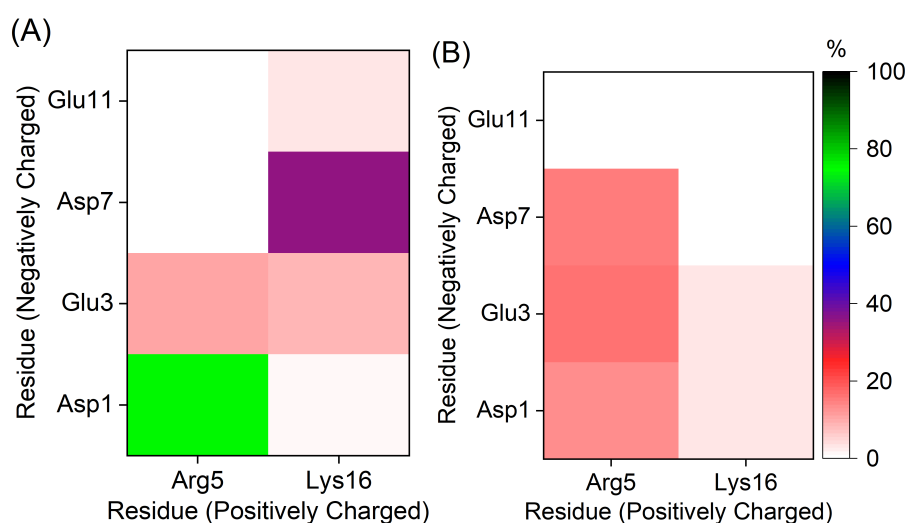 (A)
Residue (Negatively Charged)
Glu11
Asp7
Glu3
Asp1
Arg5 Lys16
Residue (Positively Charged)
(B)
Residue (Negatively Charged)
Glu11
Asp7
Glu3
Asp1
Arg5 Lys16
Residue (Positively Charged)
%
100
80
60
40
20
0